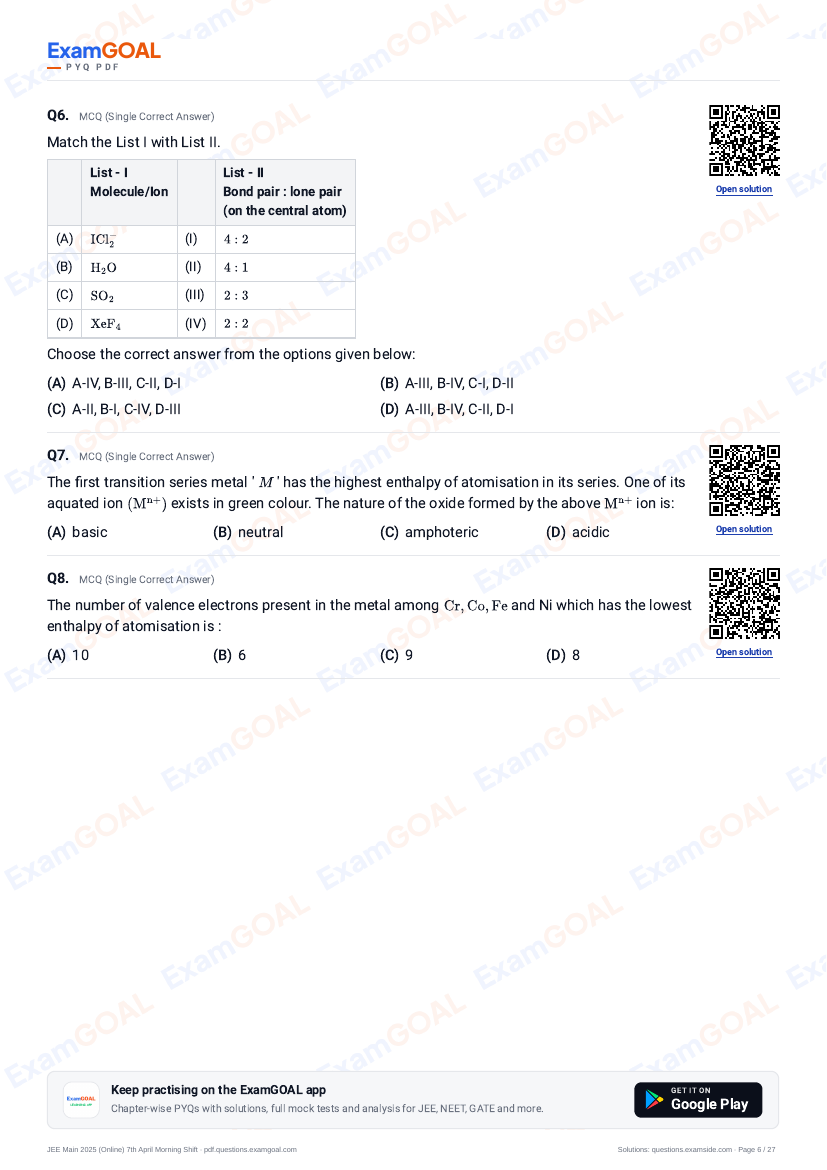 ExamGOAL
PYQ PDF
Q6. MCQ (Single Correct Answer)
Match the List I with List II.
Open solution
List - I
Molecule/Ion
List - II
Bond pair : lone pair
(on the central atom)
(A) ICl₂⁻ (I) 4 : 2
(B) H₂O (II) 4 : 1
(C) SO₂ (III) 2 : 3
(D) XeF₄ (IV) 2 : 2
Choose the correct answer from the options given below:
(A) A-IV, B-III, C-II, D-I (B) A-III, B-IV, C-I, D-II
(C) A-II, B-I, C-IV, D-III (D) A-III, B-IV, C-II, D-I
Q7. MCQ (Single Correct Answer)
The first transition series metal ' M ' has the highest enthalpy of atomisation in its series. One of its
aquated ion (Mⁿ⁺) exists in green colour. The nature of the oxide formed by the above Mⁿ⁺ ion is:
Open solution
(A) basic (B) neutral (C) amphoteric (D) acidic
Q8. MCQ (Single Correct Answer)
The number of valence electrons present in the metal among Cr, Co, Fe and Ni which has the lowest
enthalpy of atomisation is :
Open solution
(A) 10 (B) 6 (C) 9 (D) 8
Keep practising on the ExamGOAL app
Chapter-wise PYQs with solutions, full mock tests and analysis for JEE, NEET, GATE and more.
ExamGOAL
GET IT ON
Google Play
JEE Main 2025 (Online) 7th April Morning Shift · pdf.questions.examgoal.com
Solutions: questions.examside.com · Page 6 / 27